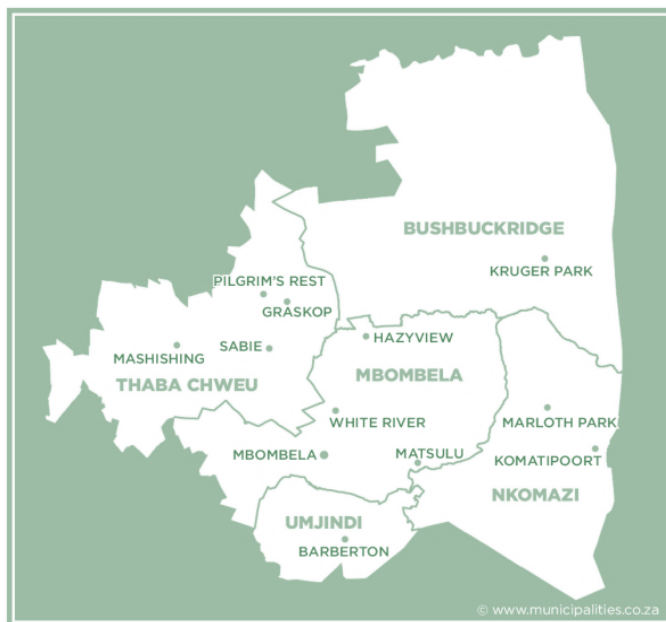 BUSHBUCKRIDGE
KRUGER PARK
PILGRIM'S REST
GRASKOP
HAZYVIEW
SABIE
MASHISHING
THABA CHWEU
MBOMBELA
WHITE RIVER
MARLOTH PARK
MBOMBELA
MATSULU
KOMATIPOORT
NKOMAZI
UMJINDI
BARBERTON
© www.municipalities.co.za